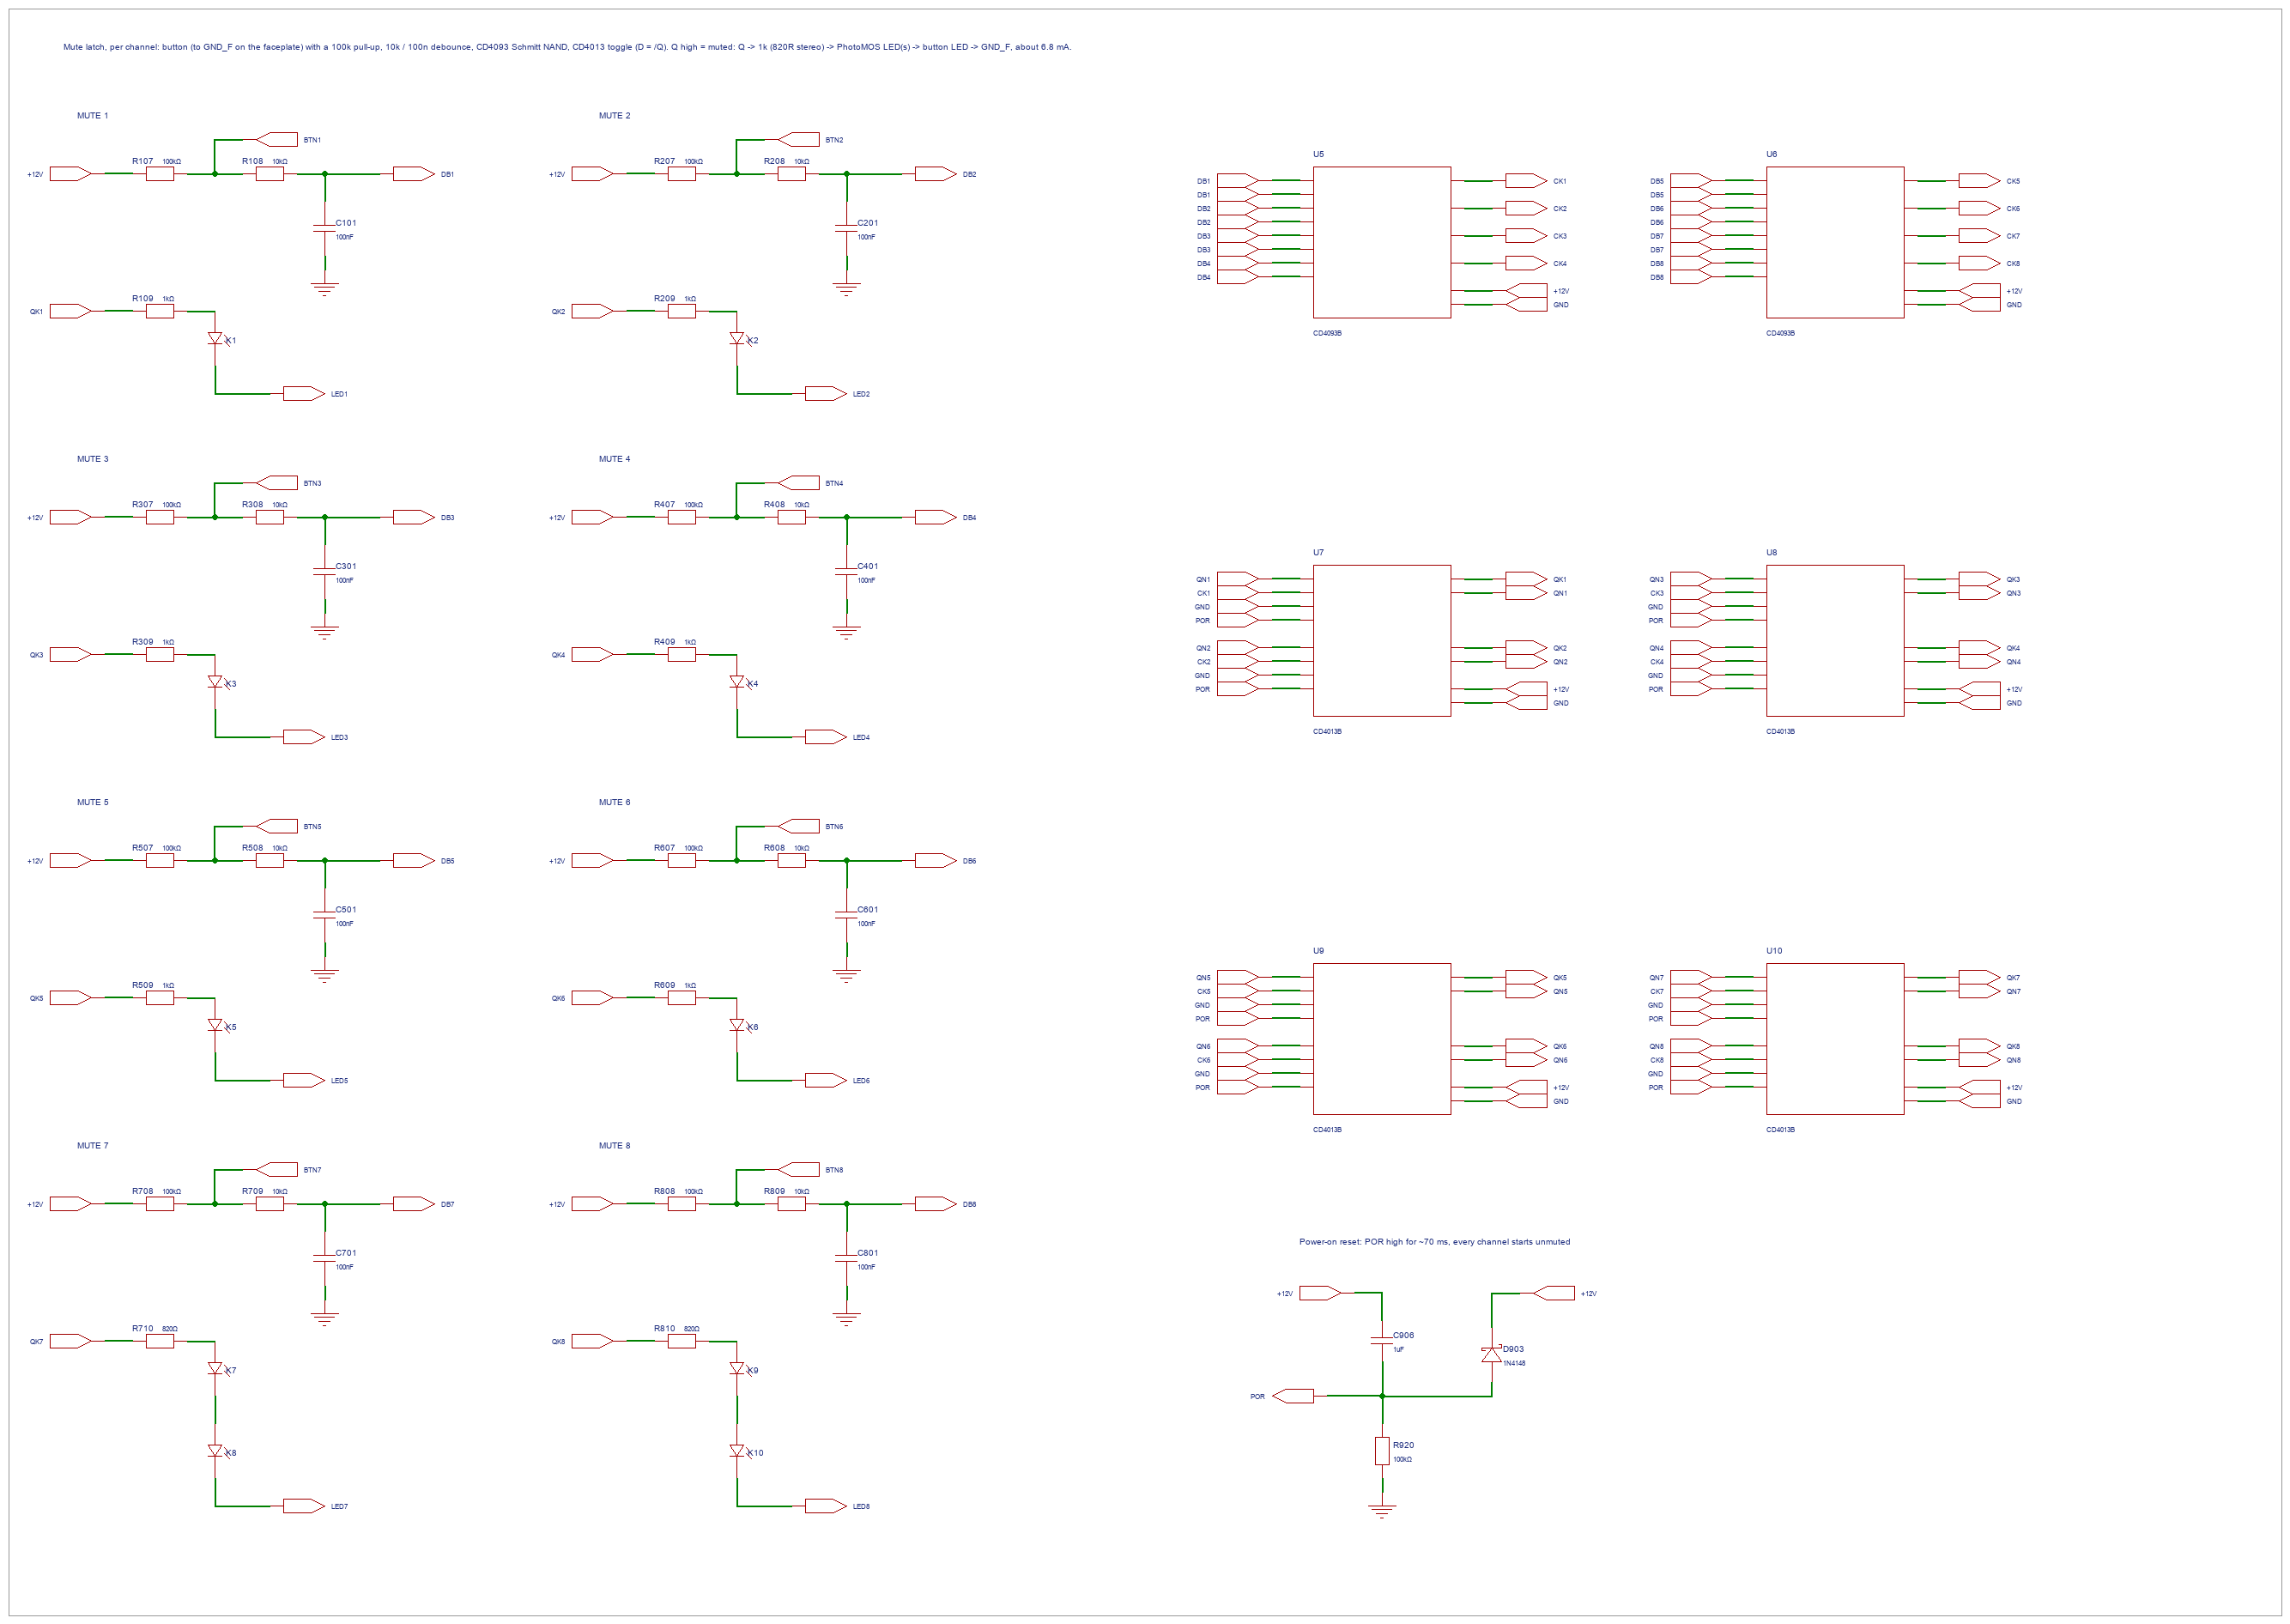 Mute latch, per channel: button (to GND_F on the faceplate) with a 100k pull-up, 10k / 100n debounce, CD4093 Schmitt NAND, CD4013 toggle (D = /Q). Q high = muted: Q -> 1k (820R stereo) -> PhotoMOS LED(s) -> button LED -> GND_F, about 6.8 mA.
MUTE 1
BTN1
R107 100kΩ
R108 10kΩ
+12V
DB1
C101
100nF
R109 1kΩ
QK1
K1
LED1
MUTE 2
BTN2
R207 100kΩ
R208 10kΩ
+12V
DB2
C201
100nF
R209 1kΩ
QK2
K2
LED2
MUTE 3
BTN3
R307 100kΩ
R308 10kΩ
+12V
DB3
C301
100nF
R309 1kΩ
QK3
K3
LED3
MUTE 4
BTN4
R407 100kΩ
R408 10kΩ
+12V
DB4
C401
100nF
R409 1kΩ
QK4
K4
LED4
MUTE 5
BTN5
R507 100kΩ
R508 10kΩ
+12V
DB5
C501
100nF
R509 1kΩ
QK5
K5
LED5
MUTE 6
BTN6
R607 100kΩ
R608 10kΩ
+12V
DB6
C601
100nF
R609 1kΩ
QK6
K6
LED6
MUTE 7
BTN7
R708 100kΩ
R709 10kΩ
+12V
DB7
C701
100nF
R710 820Ω
QK7
K7
K8
LED7
MUTE 8
BTN8
R808 100kΩ
R809 10kΩ
+12V
DB8
C801
100nF
R810 820Ω
QK8
K9
K10
LED8
U5
DB1 CK1
DB1
DB2 CK2
DB2
DB3 CK3
DB3
DB4 CK4
DB4
+12V
GND
CD4093B
U6
DB5 CK5
DB5
DB6 CK6
DB6
DB7 CK7
DB7
DB8 CK8
DB8
+12V
GND
CD4093B
U7
QN1 QK1
CK1 QN1
GND
POR
QN2 QK2
CK2 QN2
GND
POR +12V
GND
CD4013B
U8
QN3 QK3
CK3 QN3
GND
POR
QN4 QK4
CK4 QN4
GND
POR +12V
GND
CD4013B
U9
QN5 QK5
CK5 QN5
GND
POR
QN6 QK6
CK6 QN6
GND
POR +12V
GND
CD4013B
U10
QN7 QK7
CK7 QN7
GND
POR
QN8 QK8
CK8 QN8
GND
POR +12V
GND
CD4013B
Power-on reset: POR high for ~70 ms, every channel starts unmuted
+12V
+12V
C906
1uF
D903
1N4148
POR
R920
100kΩ